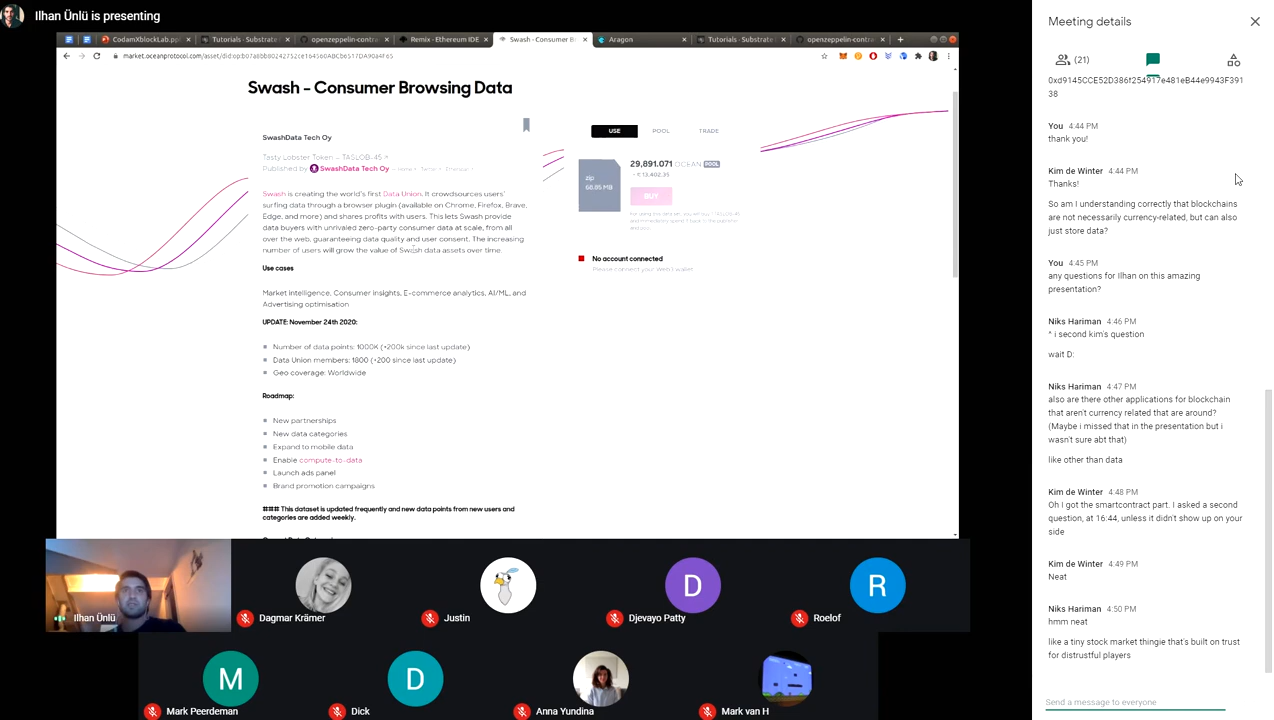 Ilhan Ünlü is presenting
CodamXblockLab.pp
Tutorials · Substrate
openzeppelin-contra
Remix - Ethereum IDE
Swash - Consumer B
Aragon
Tutorials · Substrate
openzeppelin-contra
Swash - Consumer Browsing Data
SwashData Tech Oy
Tasty Lobster Token — TASLOB-45
Published by SwashData Tech Oy
Swash is creating the world's first Data Union. It crowdsources users'
surfing data through a browser plugin (available on Chrome, Firefox, Brave,
Edge, and more) and shares profits with users. This lets Swash provide
data buyers with unrivaled zero-party consumer data at scale, from all
over the web, guaranteeing data quality and user consent. The increasing
number of users will grow the value of Swash data assets over time.
Use cases
Market Intelligence, Consumer Insights, E-commerce analytics, AI/ML, and
Advertising optimisation
UPDATE: November 24th 2020:
Number of data points: 1000K (+200k since last update)
Data Union members: 1800 (+200 since last update)
Geo coverage: Worldwide
Roadmap:
New partnerships
New data categories
Expand to mobile data
Enable compute-to-data
Launch ads panel
Brand promotion campaigns
### This dataset is updated frequently and new data points from new users and
categories are added weekly.
USE
POOL
TRADE
zip
68.85 MB
29,891.071 OCEAN POOL
≈ € 13,402.35
BUY
No account connected
Please connect your Web3 wallet
Ilhan Ünlü
Dagmar Krämer
Justin
D
Djevayo Patty
R
Roelof
M
Mark Peerdeman
D
Dick
Anna Yundina
Mark van H
Meeting details
(21)
0xd9145CCE52D386f254917e481eB44e9943F391
38
You 4:44 PM
thank you!
Kim de Winter 4:44 PM
Thanks!
So am I understanding correctly that blockchains
are not necessarily currency-related, but can also
just store data?
You 4:45 PM
any questions for Ilhan on this amazing
presentation?
Niks Hariman 4:46 PM
^ i second kim's question
wait D:
Niks Hariman 4:47 PM
also are there other applications for blockchain
that aren't currency related that are around?
(Maybe i missed that in the presentation but i
wasn't sure abt that)
like other than data
Kim de Winter 4:48 PM
Oh I got the smartcontract part. I asked a second
question, at 16:44, unless it didn't show up on your
side
Kim de Winter 4:49 PM
Neat
Niks Hariman 4:50 PM
hmm neat
like a tiny stock market thingie that's built on trust
for distrustful players
Send a message to everyone